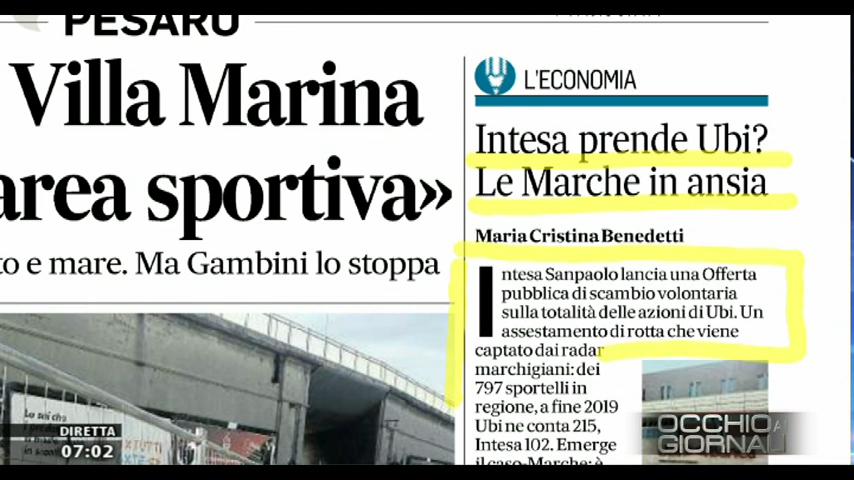 PESARO
Villa Marina
area sportiva»
to e mare. Ma Gambini lo stoppa
L'ECONOMIA
Intesa prende Ubi?
Le Marche in ansia
Maria Cristina Benedetti
Intesa Sanpaolo lancia una Offerta
pubblica di scambio volontaria
sulla totalità delle azioni di Ubi. Un
assestamento di rotta che viene
captato dai radar
marchigiani: dei
797 sportelli in
regione, a fine 2019
Ubi ne conta 215,
Intesa 102. Emerge
il caso-Marche: è
DIRETTA
07:02
OCCHIO AI
GIORNALI